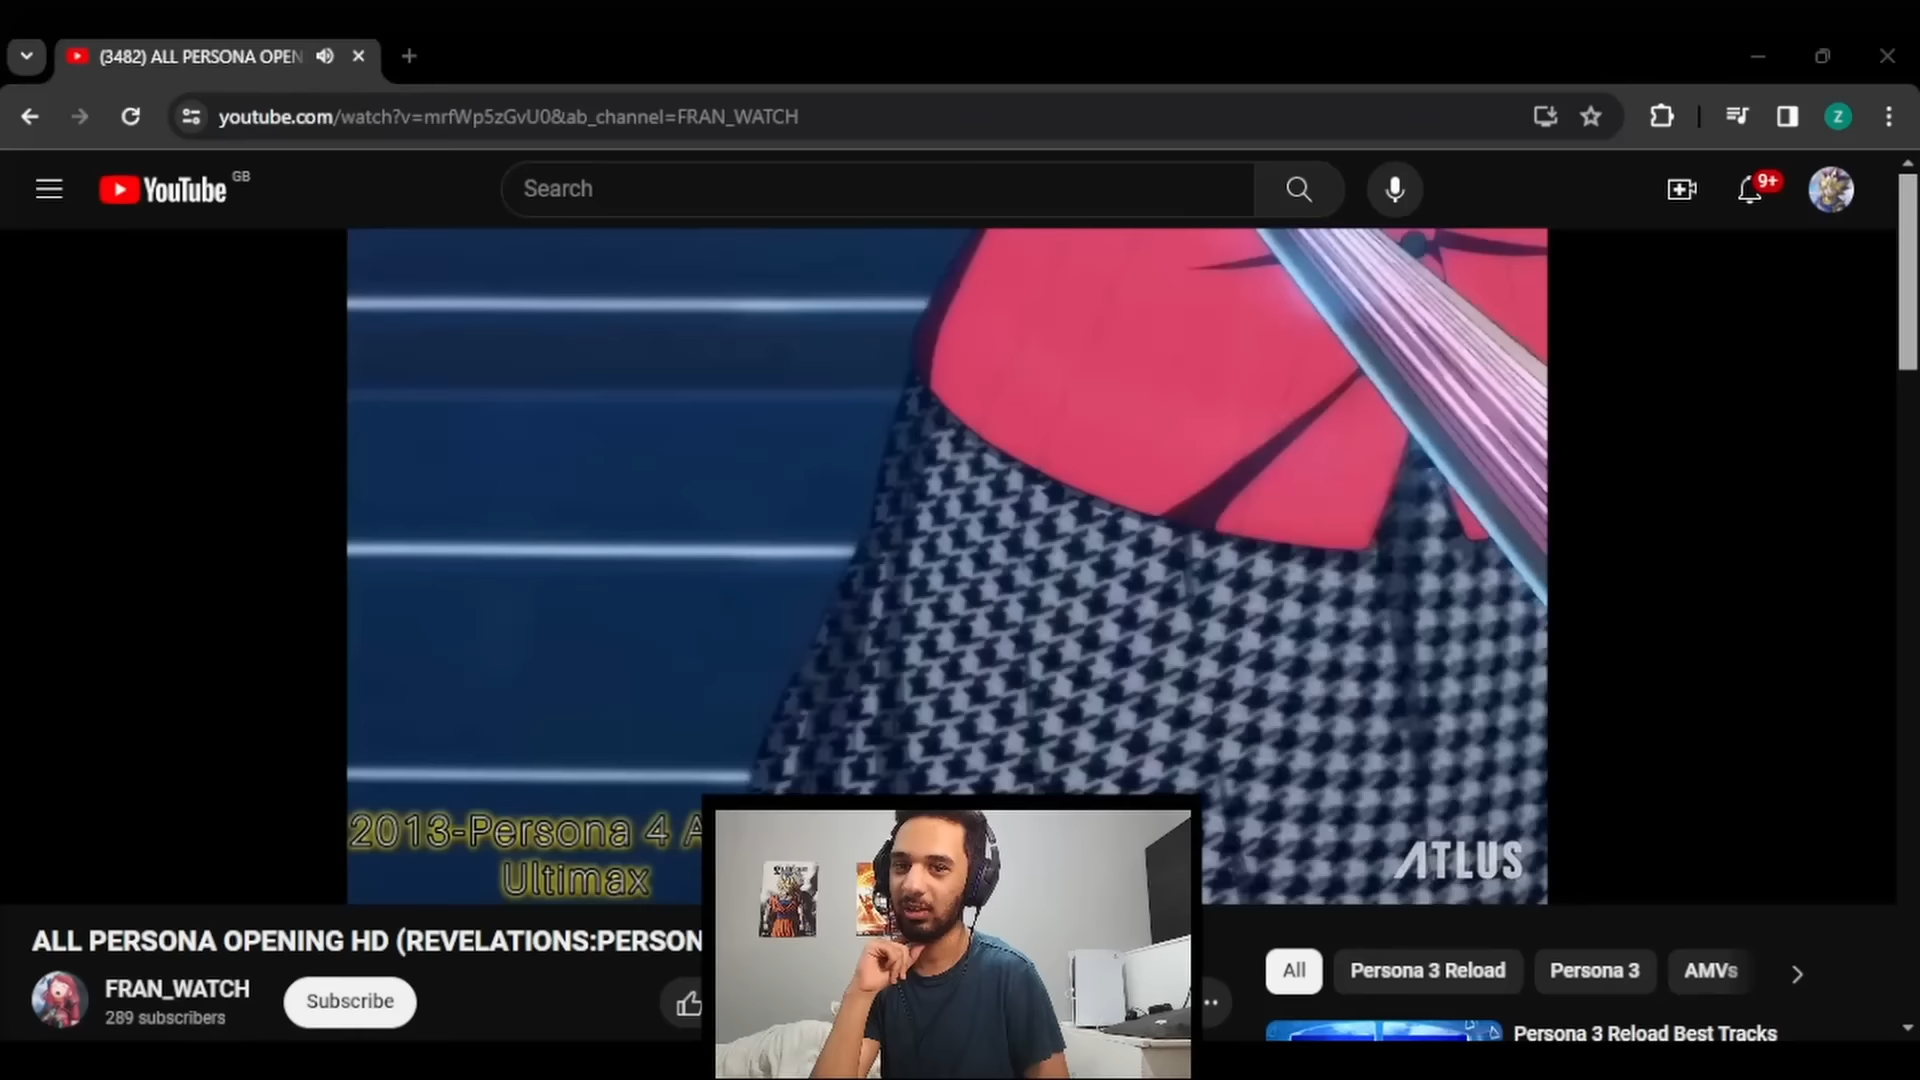 (3482) ALL PERSONA OPEN
youtube.com/watch?v=mrfWp5zGvU0&ab_channel=FRAN_WATCH
Z
YouTube GB
Search
9+
2013-Persona 4 A
Ultimax
ATLUS
ALL PERSONA OPENING HD (REVELATIONS:PERSON
FRAN_WATCH
289 subscribers
Subscribe
All
Persona 3 Reload
Persona 3
AMVs
Persona 3 Reload Best Tracks